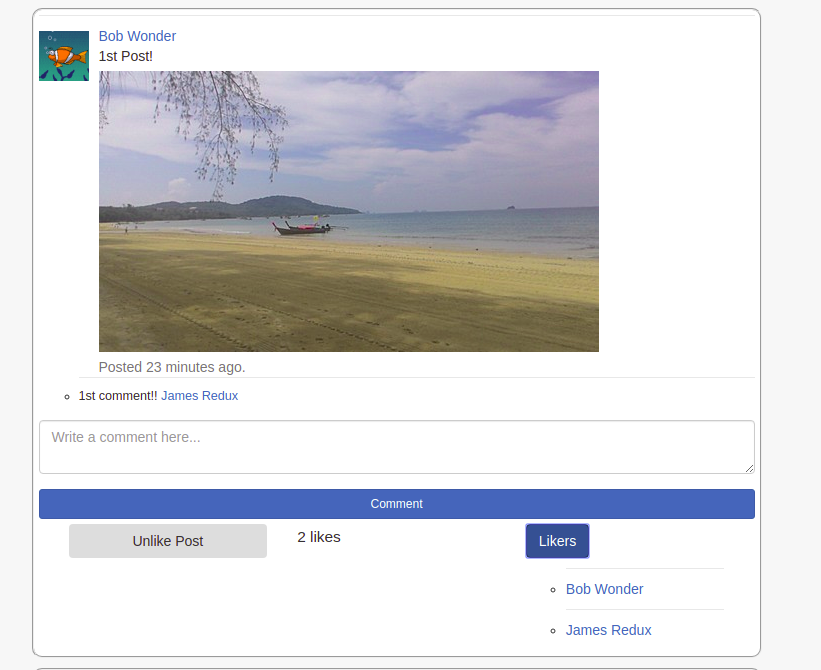 Bob Wonder
1st Post!
Posted 23 minutes ago.
1st comment!! James Redux
Write a comment here...
Comment
Unlike Post
2 likes
Likers
Bob Wonder
James Redux